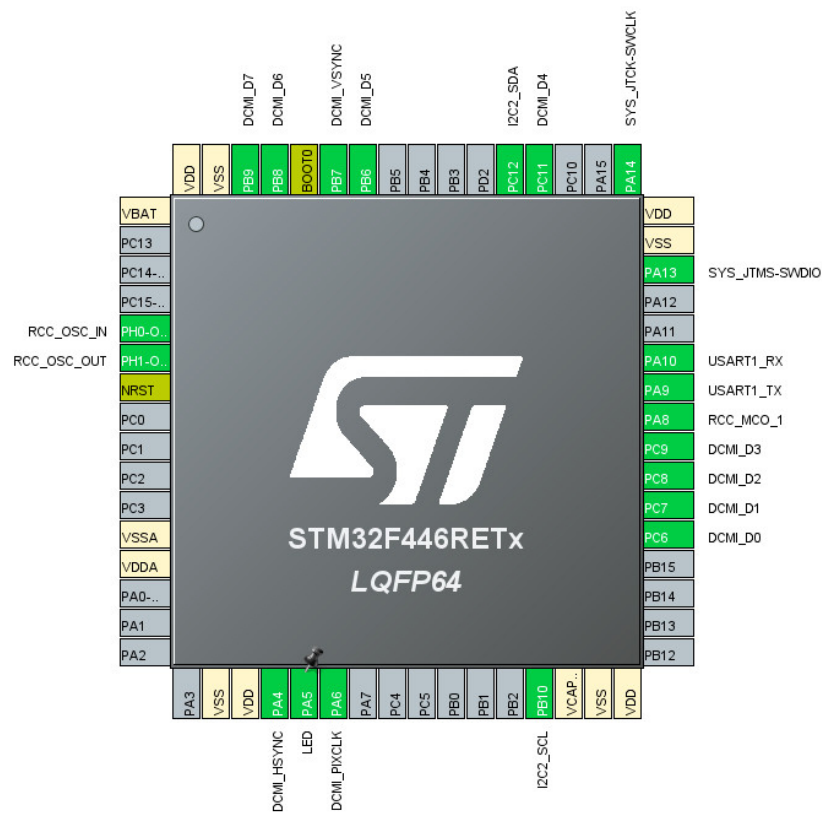 DCMI_D7
DCMI_D6
DCMI_VSYNC
DCMI_D5
I2C2_SDA
DCMI_D4
SYS_JTCK-SWCLK
VDD
VSS
PB9
PB8
BOOT0
PB7
PB6
PB5
PB4
PB3
PD2
PC12
PC11
PC10
PA15
PA14
VBAT
PC13
PC14-..
PC15-..
RCC_OSC_IN PH0-O..
RCC_OSC_OUT PH1-O..
NRST
PC0
PC1
PC2
PC3
VSSA
VDDA
PA0-..
PA1
PA2
VDD
VSS
PA13 SYS_JTMS-SWDIO
PA12
PA11
PA10 USART1_RX
PA9 USART1_TX
PA8 RCC_MCO_1
PC9 DCMI_D3
PC8 DCMI_D2
PC7 DCMI_D1
PC6 DCMI_D0
PB15
PB14
PB13
PB12
STM32F446RETx
LQFP64
PA3
VSS
VDD
PA4
PA5
PA6
PA7
PC4
PC5
PB0
PB1
PB2
PB10
VCAP..
VSS
VDD
DCMI_HSYNC
LED
DCMI_PIXCLK
I2C2_SCL